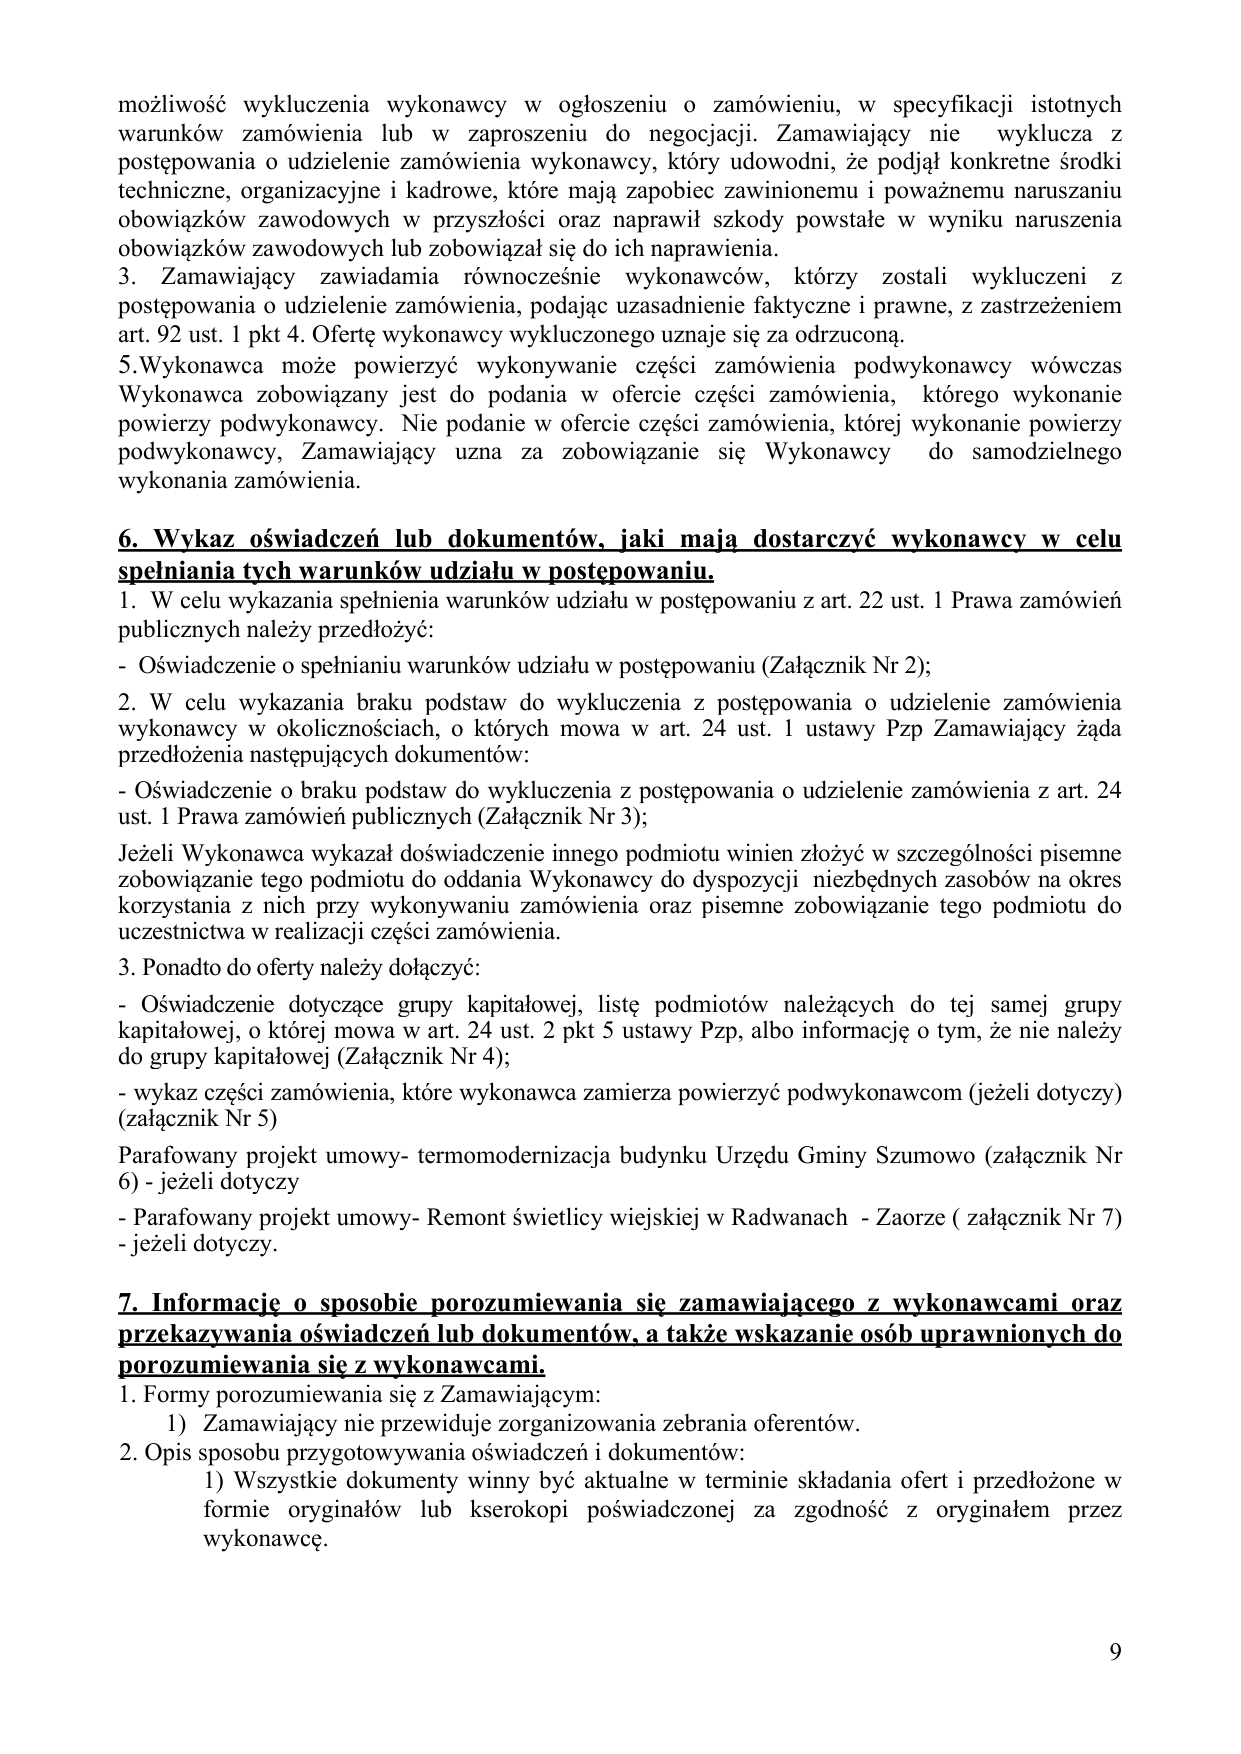 możliwość wykluczenia wykonawcy w ogłoszeniu o zamówieniu, w specyfikacji istotnych
warunków zamówienia lub w zaproszeniu do negocjacji. Zamawiający nie wyklucza z
postępowania o udzielenie zamówienia wykonawcy, który udowodni, że podjął konkretne środki
techniczne, organizacyjne i kadrowe, które mają zapobiec zawinionemu i poważnemu naruszaniu
obowiązków zawodowych w przyszłości oraz naprawił szkody powstałe w wyniku naruszenia
obowiązków zawodowych lub zobowiązał się do ich naprawienia.
3. Zamawiający zawiadamia równocześnie wykonawców, którzy zostali wykluczeni z
postępowania o udzielenie zamówienia, podając uzasadnienie faktyczne i prawne, z zastrzeżeniem
art. 92 ust. 1 pkt 4. Ofertę wykonawcy wykluczonego uznaje się za odrzuconą.
5.Wykonawca może powierzyć wykonywanie części zamówienia podwykonawcy wówczas
Wykonawca zobowiązany jest do podania w ofercie części zamówienia, którego wykonanie
powierzy podwykonawcy. Nie podanie w ofercie części zamówienia, której wykonanie powierzy
podwykonawcy, Zamawiający uzna za zobowiązanie się Wykonawcy do samodzielnego
wykonania zamówienia.
6. Wykaz oświadczeń lub dokumentów, jaki mają dostarczyć wykonawcy w celu
spełniania tych warunków udziału w postępowaniu.
1. W celu wykazania spełnienia warunków udziału w postępowaniu z art. 22 ust. 1 Prawa zamówień
publicznych należy przedłożyć:
- Oświadczenie o spełnianiu warunków udziału w postępowaniu (Załącznik Nr 2);
2. W celu wykazania braku podstaw do wykluczenia z postępowania o udzielenie zamówienia
wykonawcy w okolicznościach, o których mowa w art. 24 ust. 1 ustawy Pzp Zamawiający żąda
przedłożenia następujących dokumentów:
- Oświadczenie o braku podstaw do wykluczenia z postępowania o udzielenie zamówienia z art. 24
ust. 1 Prawa zamówień publicznych (Załącznik Nr 3);
Jeżeli Wykonawca wykazał doświadczenie innego podmiotu winien złożyć w szczególności pisemne
zobowiązanie tego podmiotu do oddania Wykonawcy do dyspozycji niezbędnych zasobów na okres
korzystania z nich przy wykonywaniu zamówienia oraz pisemne zobowiązanie tego podmiotu do
uczestnictwa w realizacji części zamówienia.
3. Ponadto do oferty należy dołączyć:
- Oświadczenie dotyczące grupy kapitałowej, listę podmiotów należących do tej samej grupy
kapitałowej, o której mowa w art. 24 ust. 2 pkt 5 ustawy Pzp, albo informację o tym, że nie należy
do grupy kapitałowej (Załącznik Nr 4);
- wykaz części zamówienia, które wykonawca zamierza powierzyć podwykonawcom (jeżeli dotyczy)
(załącznik Nr 5)
Parafowany projekt umowy- termomodernizacja budynku Urzędu Gminy Szumowo (załącznik Nr
6) - jeżeli dotyczy
- Parafowany projekt umowy- Remont świetlicy wiejskiej w Radwanach - Zaorze ( załącznik Nr 7)
- jeżeli dotyczy.
7. Informację o sposobie porozumiewania się zamawiającego z wykonawcami oraz
przekazywania oświadczeń lub dokumentów, a także wskazanie osób uprawnionych do
porozumiewania się z wykonawcami.
1. Formy porozumiewania się z Zamawiającym:
1) Zamawiający nie przewiduje zorganizowania zebrania oferentów.
2. Opis sposobu przygotowywania oświadczeń i dokumentów:
1) Wszystkie dokumenty winny być aktualne w terminie składania ofert i przedłożone w
formie oryginałów lub kserokopi poświadczonej za zgodność z oryginałem przez
wykonawcę.
9